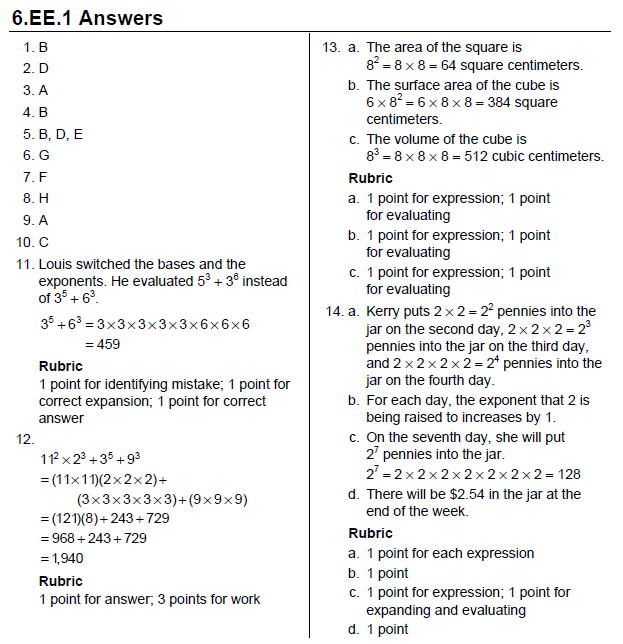 6.EE.1 Answers
1. B
2. D
3. A
4. B
5. B, D, E
6. G
7. F
8. H
9. A
10. C
11. Louis switched the bases and the
exponents. He evaluated 5³ + 3⁶ instead
of 3⁵ + 6³.
3⁵ + 6³ = 3×3×3×3×3×6×6×6
= 459
Rubric
1 point for identifying mistake; 1 point for
correct expansion; 1 point for correct
answer
12.
11² × 2³ + 3⁵ + 9³
= (11×11)(2×2×2)+
(3×3×3×3×3)+(9×9×9)
= (121)(8)+ 243 + 729
= 968 + 243 + 729
= 1,940
Rubric
1 point for answer; 3 points for work
13. a. The area of the square is
8² = 8 × 8 = 64 square centimeters.
b. The surface area of the cube is
6 × 8² = 6 × 8 × 8 = 384 square
centimeters.
c. The volume of the cube is
8³ = 8 × 8 × 8 = 512 cubic centimeters.
Rubric
a. 1 point for expression; 1 point
for evaluating
b. 1 point for expression; 1 point
for evaluating
c. 1 point for expression; 1 point
for evaluating
14. a. Kerry puts 2 × 2 = 2² pennies into the
jar on the second day, 2 × 2 × 2 = 2³
pennies into the jar on the third day,
and 2 × 2 × 2 × 2 = 2⁴ pennies into the
jar on the fourth day.
b. For each day, the exponent that 2 is
being raised to increases by 1.
c. On the seventh day, she will put
2⁷ pennies into the jar.
2⁷ = 2 × 2 × 2 × 2 × 2 × 2 × 2 = 128
d. There will be $2.54 in the jar at the
end of the week.
Rubric
a. 1 point for each expression
b. 1 point
c. 1 point for expression; 1 point for
expanding and evaluating
d. 1 point